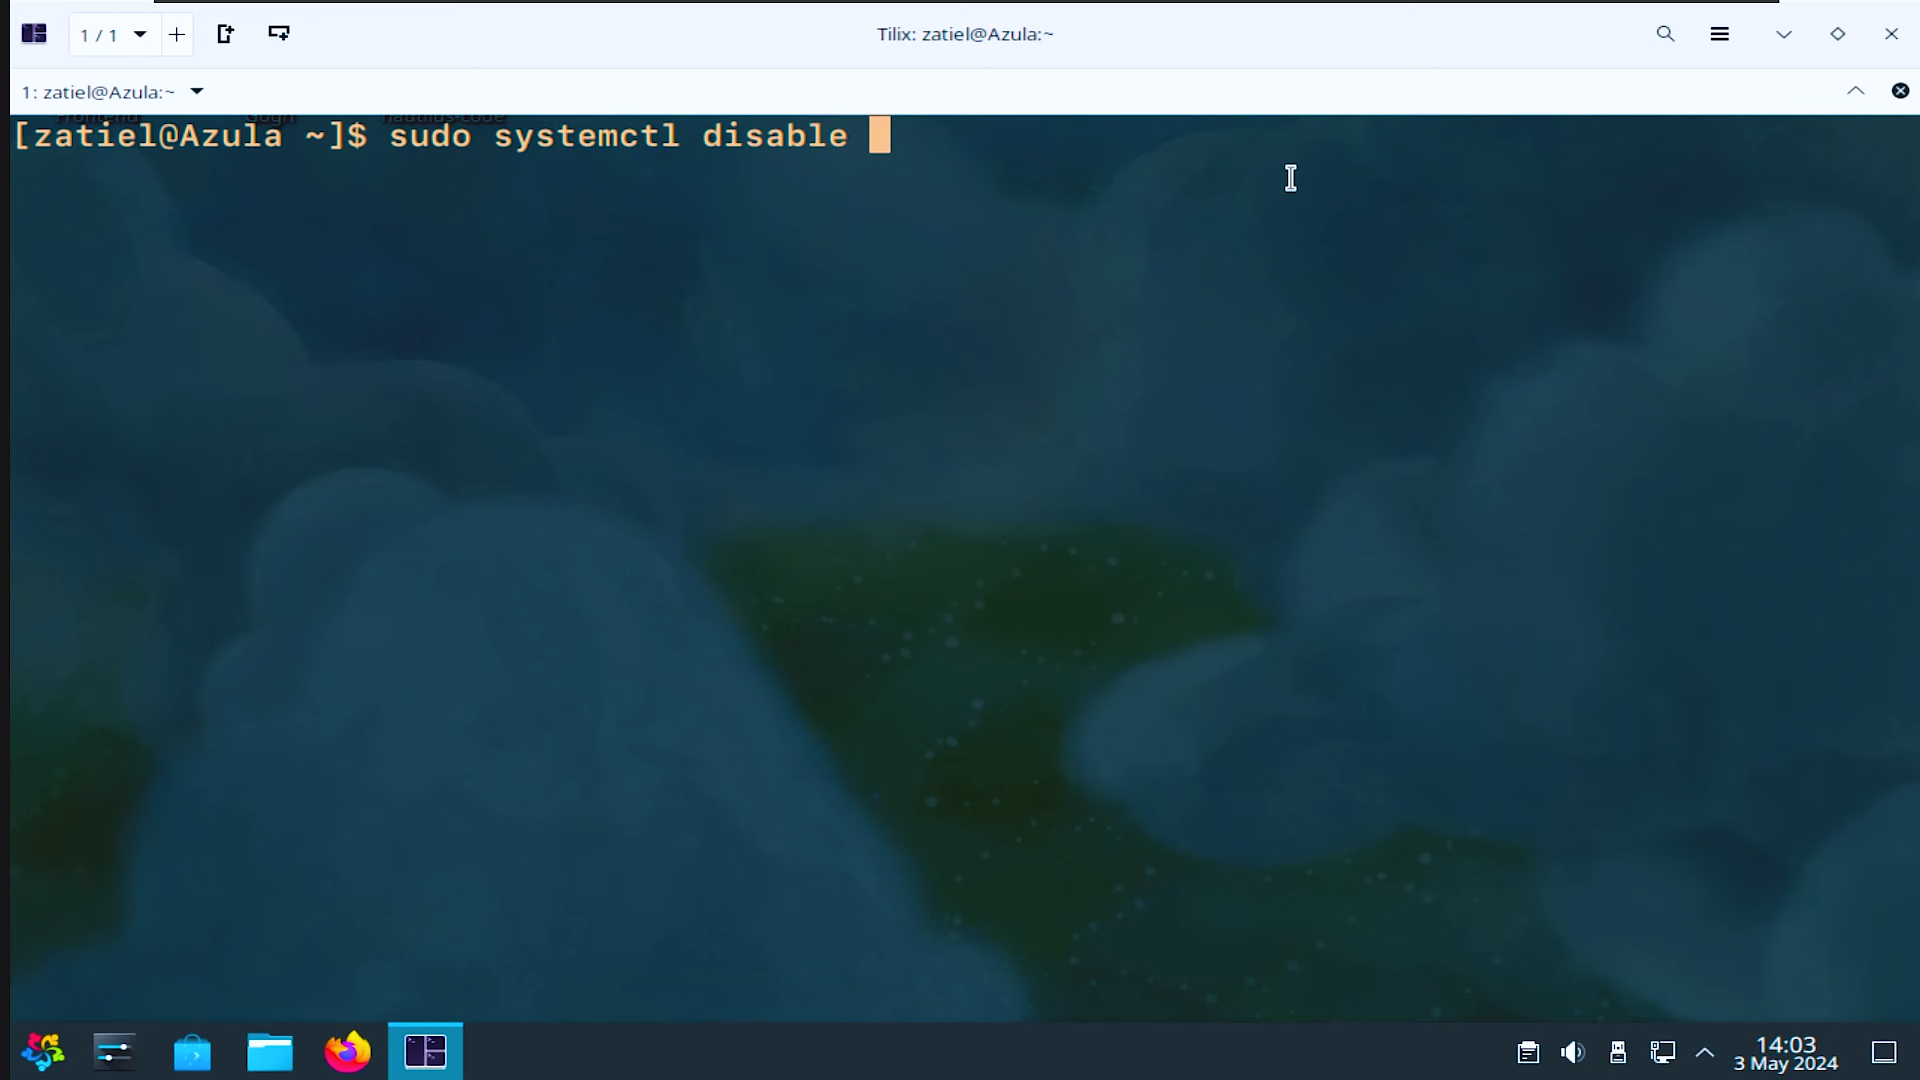 1 / 1
Tilix: zatiel@Azula:~
1: zatiel@Azula:~
[zatiel@Azula ~]$ sudo systemctl disable
14:03
3 May 2024